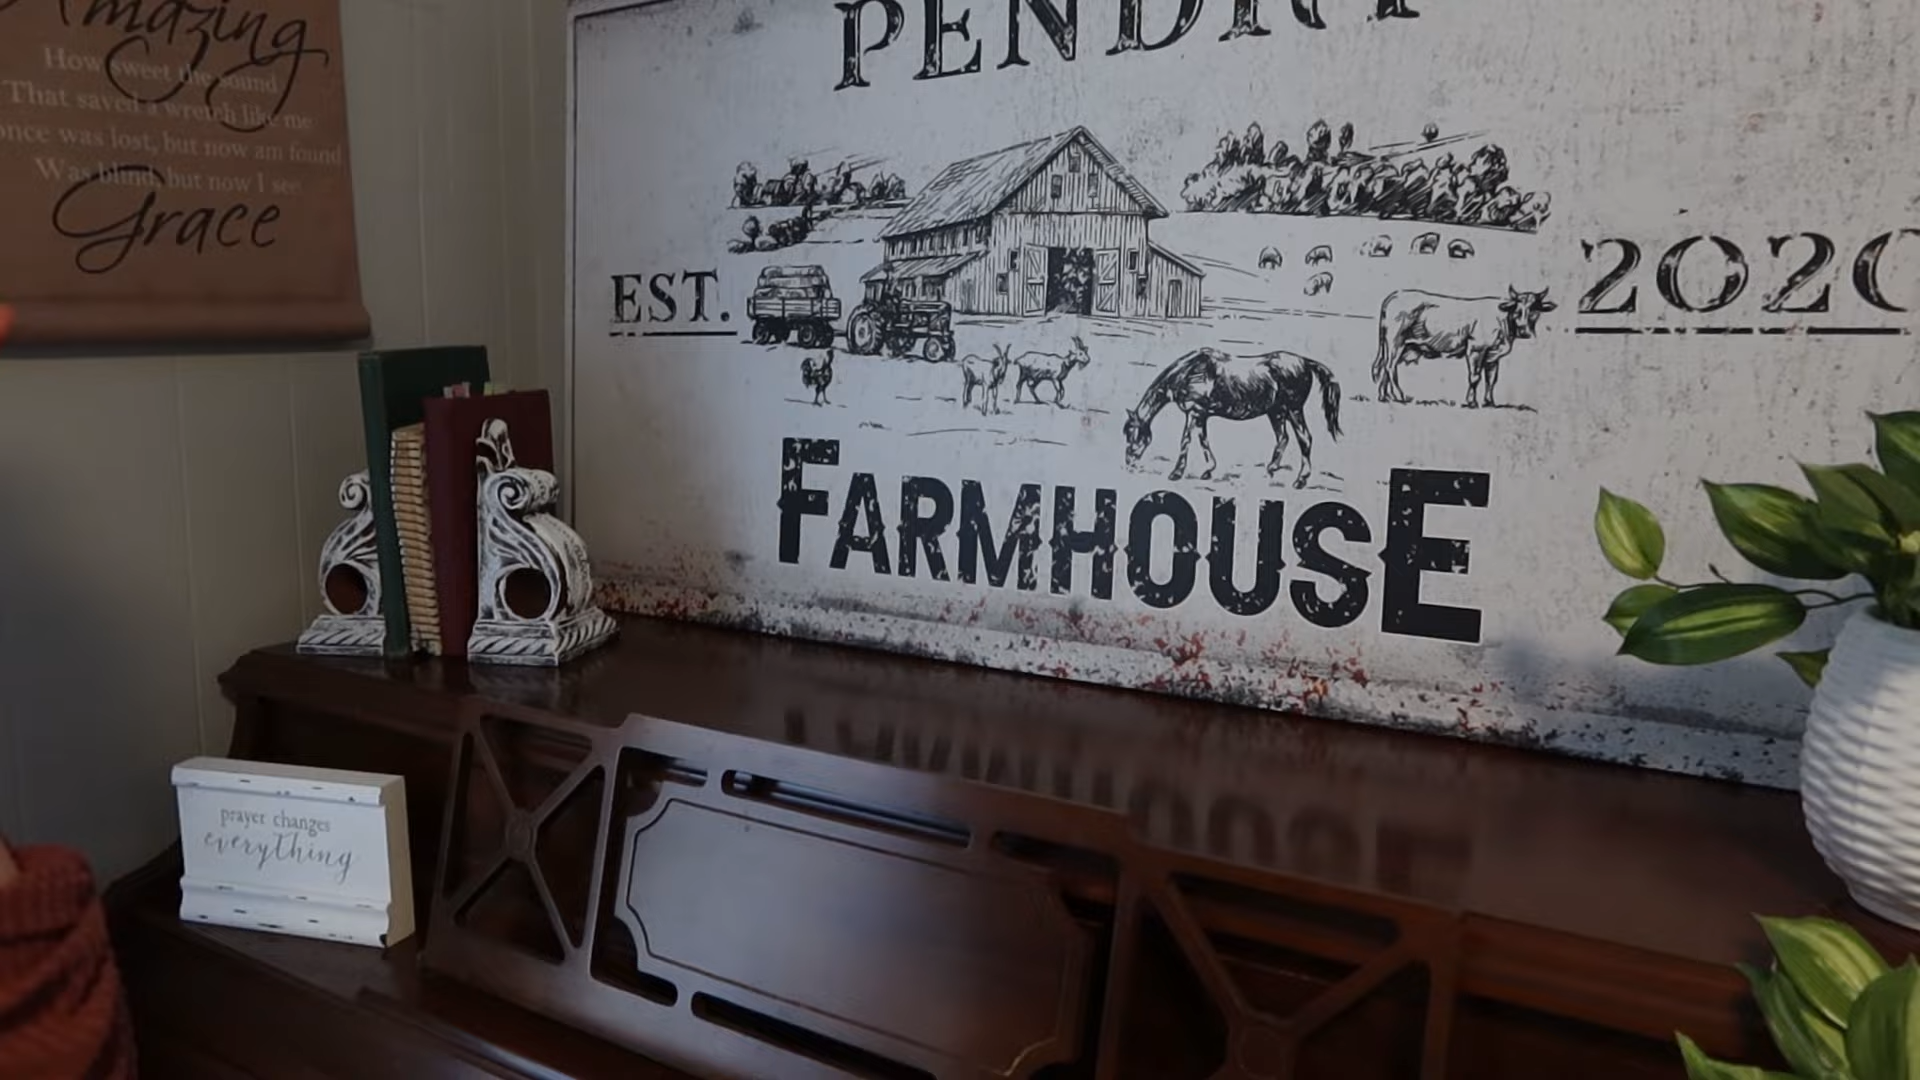 Amazing
How sweet the sound
That saved a wretch like me
once was lost, but now am found
Was blind, but now I see
Grace
EST.
2020
FARMHOUSE
prayer changes
everything